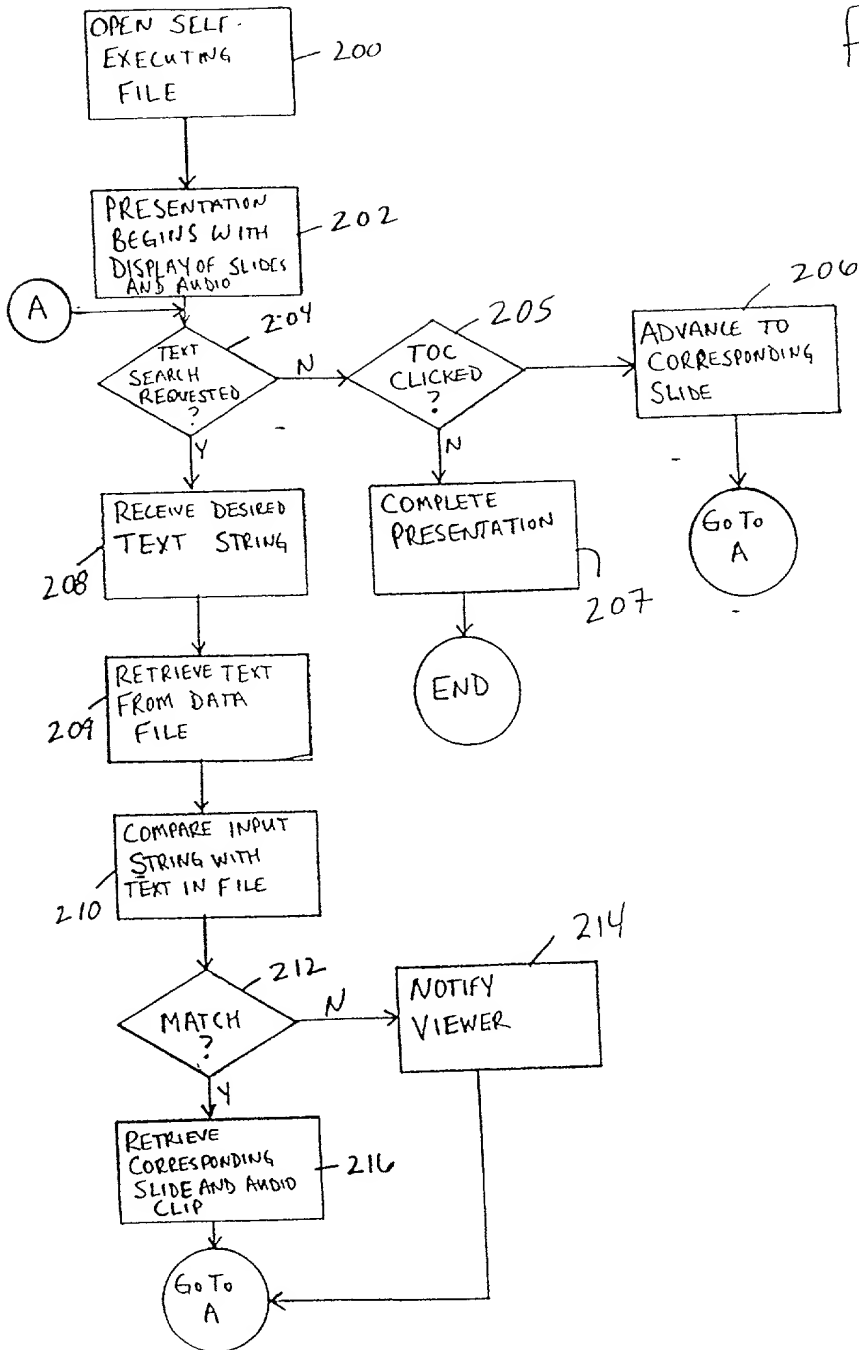 OPEN SELF-
EXECUTING
FILE
200
PRESENTATION
BEGINS WITH
DISPLAY OF SLIDES
AND AUDIO
202
A
TEXT
SEARCH
REQUESTED
?
204
N
Y
TOC
CLICKED
?
205
N
ADVANCE TO
CORRESPONDING
SLIDE
206
GO TO
A
RECEIVE DESIRED
TEXT STRING
208
COMPLETE
PRESENTATION
207
END
RETRIEVE TEXT
FROM DATA
FILE
209
COMPARE INPUT
STRING WITH
TEXT IN FILE
210
MATCH
?
212
N
Y
NOTIFY
VIEWER
214
RETRIEVE
CORRESPONDING
SLIDE AND AUDIO
CLIP
216
GO TO
A